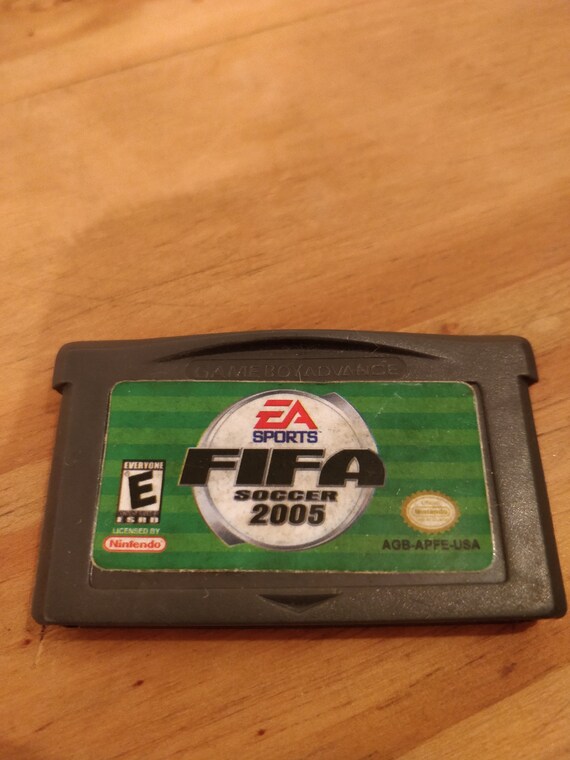 GAME BOY ADVANCE
EA
SPORTS
FIFA
SOCCER
2005
EVERYONE
E
ESRB
LICENSED BY
Nintendo
AGB-APFE-USA